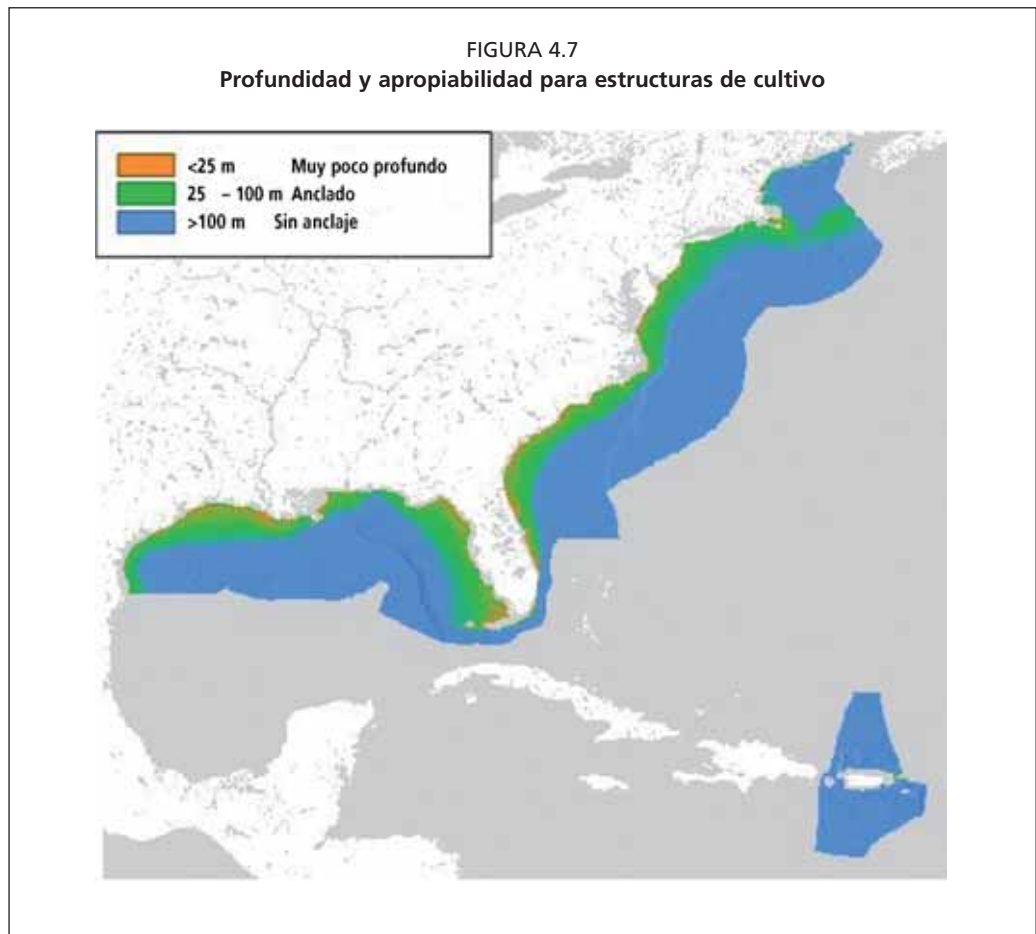 FIGURA 4.7
Profundidad y apropiabilidad para estructuras de cultivo
<25 m Muy poco profundo
25 – 100 m Anclado
>100 m Sin anclaje